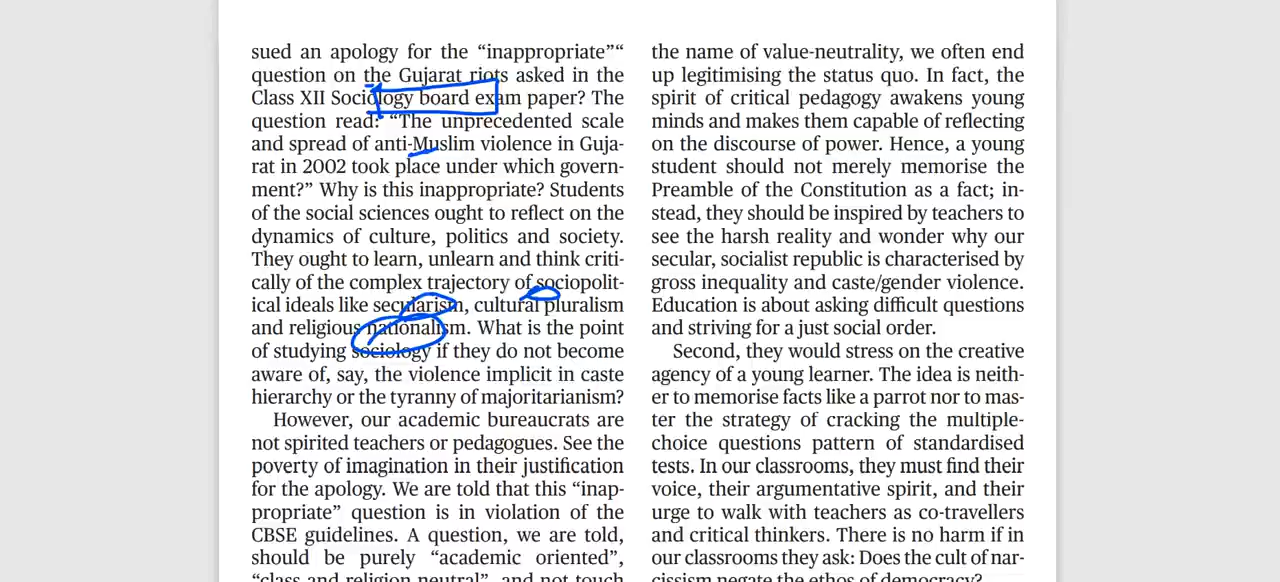 sued an apology for the “inappropriate”“
question on the Gujarat riots asked in the
Class XII Sociology board exam paper? The
question read: “The unprecedented scale
and spread of anti-Muslim violence in Guja-
rat in 2002 took place under which govern-
ment?” Why is this inappropriate? Students
of the social sciences ought to reflect on the
dynamics of culture, politics and society.
They ought to learn, unlearn and think criti-
cally of the complex trajectory of sociopolit-
ical ideals like secularism, cultural pluralism
and religious nationalism. What is the point
of studying sociology if they do not become
aware of, say, the violence implicit in caste
hierarchy or the tyranny of majoritarianism?
However, our academic bureaucrats are
not spirited teachers or pedagogues. See the
poverty of imagination in their justification
for the apology. We are told that this “inap-
propriate” question is in violation of the
CBSE guidelines. A question, we are told,
should be purely “academic oriented”,
“class and religion neutral”, and not touch
the name of value-neutrality, we often end
up legitimising the status quo. In fact, the
spirit of critical pedagogy awakens young
minds and makes them capable of reflecting
on the discourse of power. Hence, a young
student should not merely memorise the
Preamble of the Constitution as a fact; in-
stead, they should be inspired by teachers to
see the harsh reality and wonder why our
secular, socialist republic is characterised by
gross inequality and caste/gender violence.
Education is about asking difficult questions
and striving for a just social order.
Second, they would stress on the creative
agency of a young learner. The idea is neith-
er to memorise facts like a parrot nor to mas-
ter the strategy of cracking the multiple-
choice questions pattern of standardised
tests. In our classrooms, they must find their
voice, their argumentative spirit, and their
urge to walk with teachers as co-travellers
and critical thinkers. There is no harm if in
our classrooms they ask: Does the cult of nar-
cissism negate the ethos of democracy?